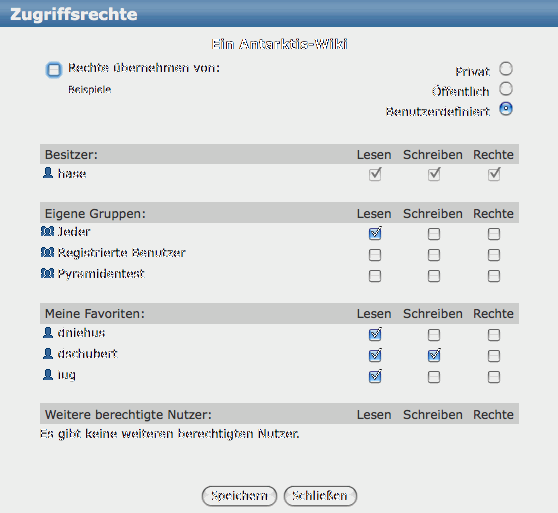 Zugriffsrechte
Ein Antarktis-Wiki
Rechte übernehmen von:
Beispiele
Privat
Öffentlich
Benutzerdefiniert
Besitzer: Lesen Schreiben Rechte
hase
Eigene Gruppen: Lesen Schreiben Rechte
Jeder
Registrierte Benutzer
Pyramidentest
Meine Favoriten: Lesen Schreiben Rechte
dniehus
dschubert
iug
Weitere berechtigte Nutzer: Lesen Schreiben Rechte
Es gibt keine weiteren berechtigten Nutzer.
Speichern Schließen